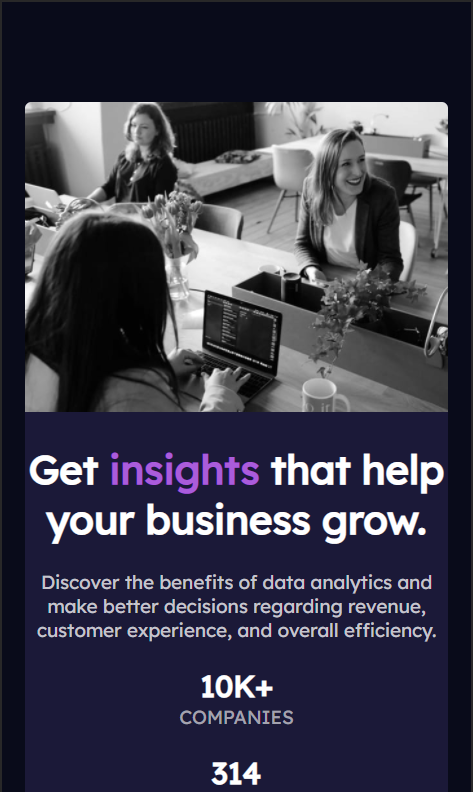 Get insights that help
your business grow.
Discover the benefits of data analytics and
make better decisions regarding revenue,
customer experience, and overall efficiency.
10K+
COMPANIES
314